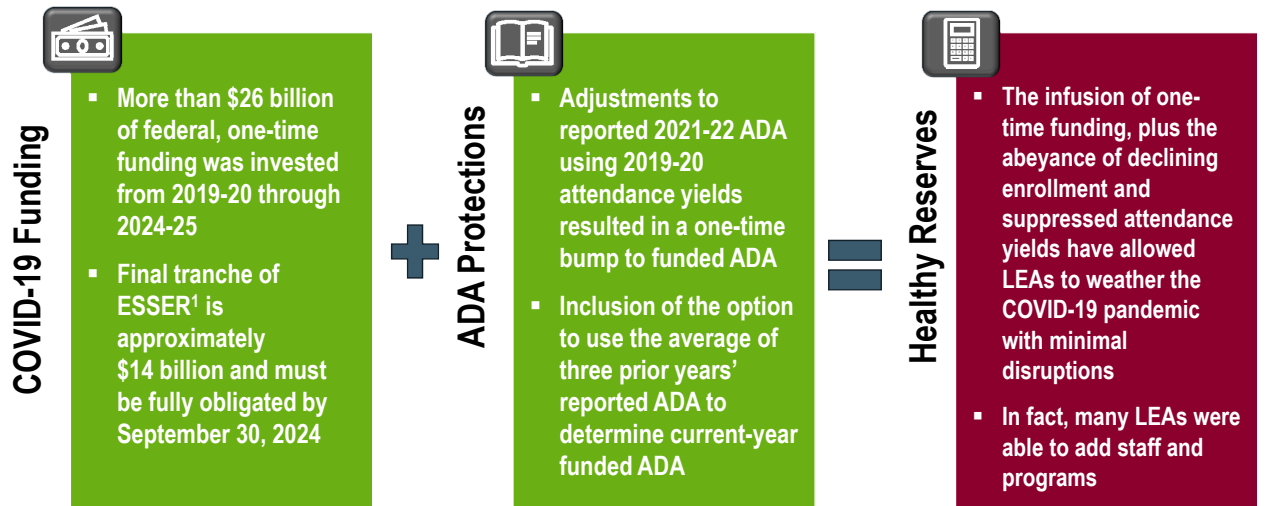 COVID-19 Funding
▪ More than $26 billion
of federal, one-time
funding was invested
from 2019-20 through
2024-25
▪ Final tranche of
ESSER¹ is
approximately
$14 billion and must
be fully obligated by
September 30, 2024
ADA Protections
▪ Adjustments to
reported 2021-22 ADA
using 2019-20
attendance yields
resulted in a one-time
bump to funded ADA
▪ Inclusion of the option
to use the average of
three prior years’
reported ADA to
determine current-year
funded ADA
Healthy Reserves
▪ The infusion of one-
time funding, plus the
abeyance of declining
enrollment and
suppressed attendance
yields have allowed
LEAs to weather the
COVID-19 pandemic
with minimal
disruptions
▪ In fact, many LEAs were
able to add staff and
programs